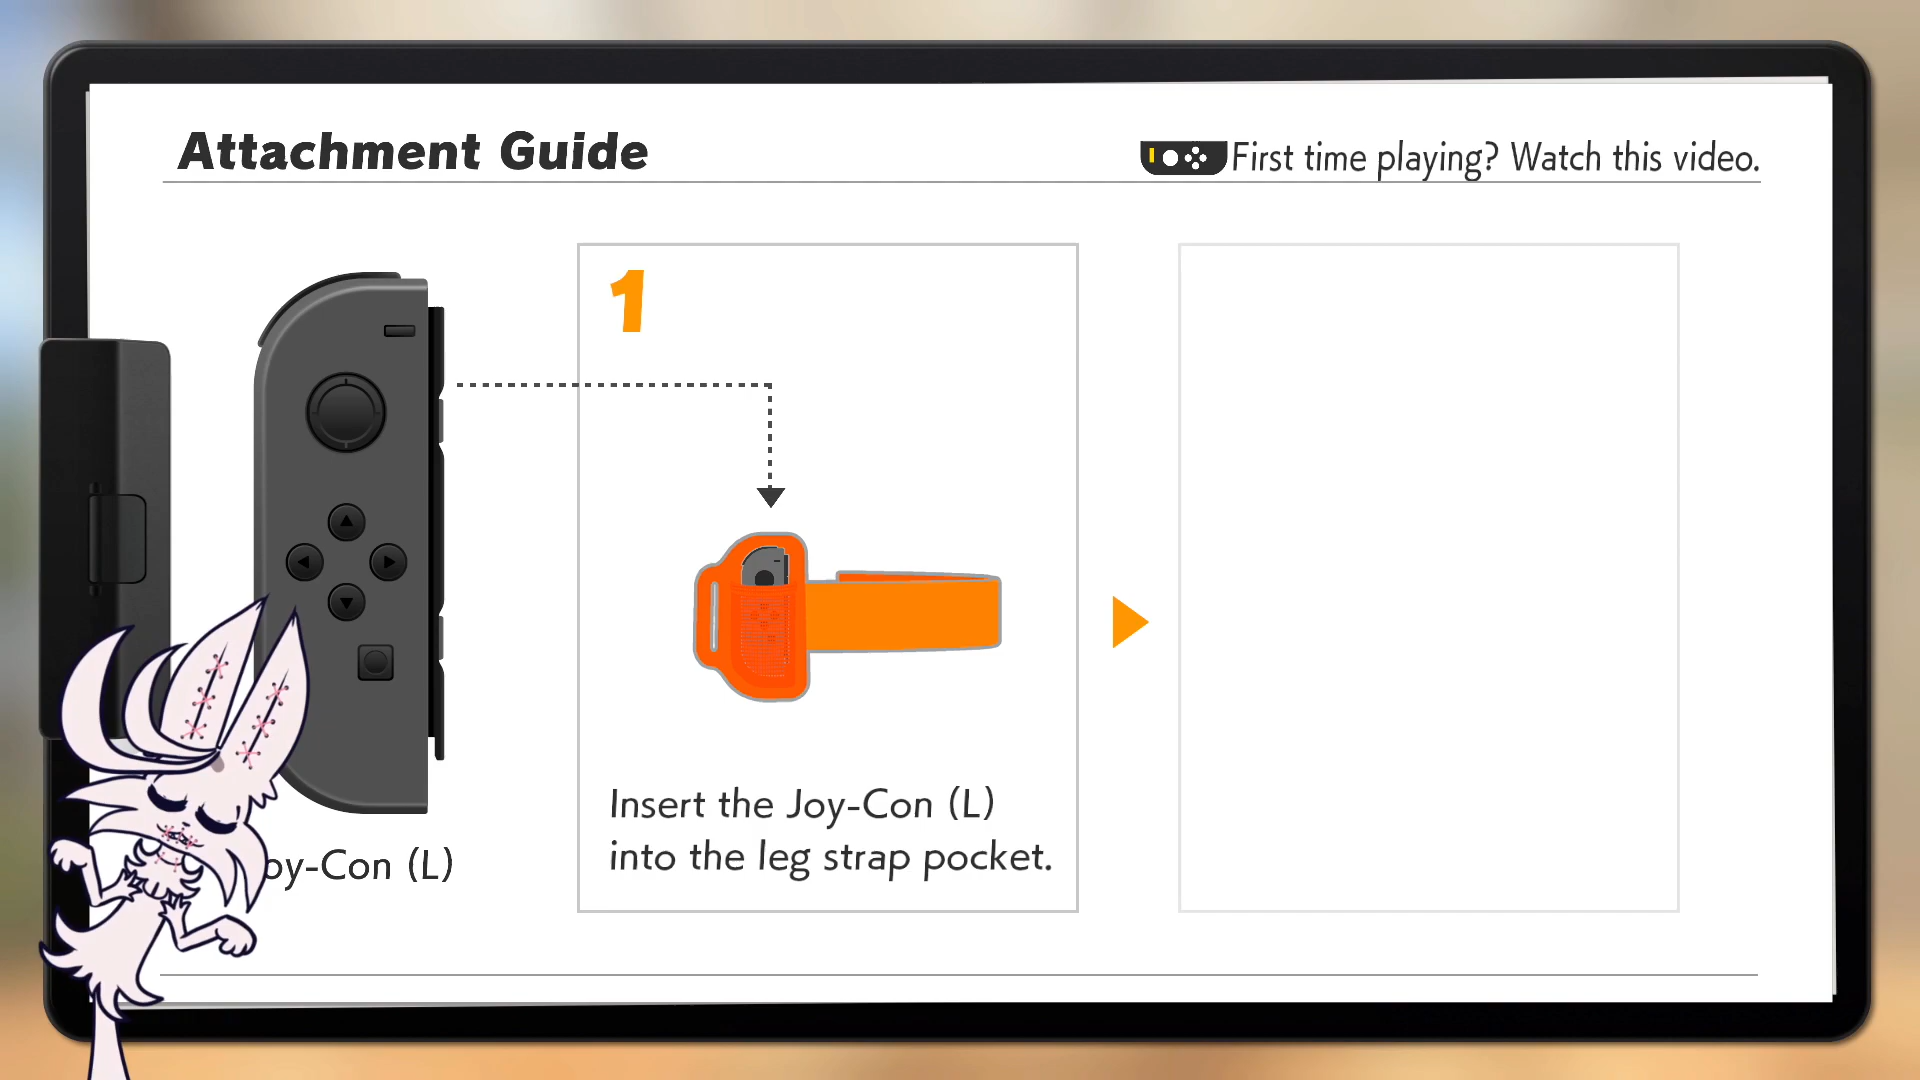 Attachment Guide
First time playing? Watch this video.
1
Insert the Joy-Con (L)
into the leg strap pocket.
oy-Con (L)